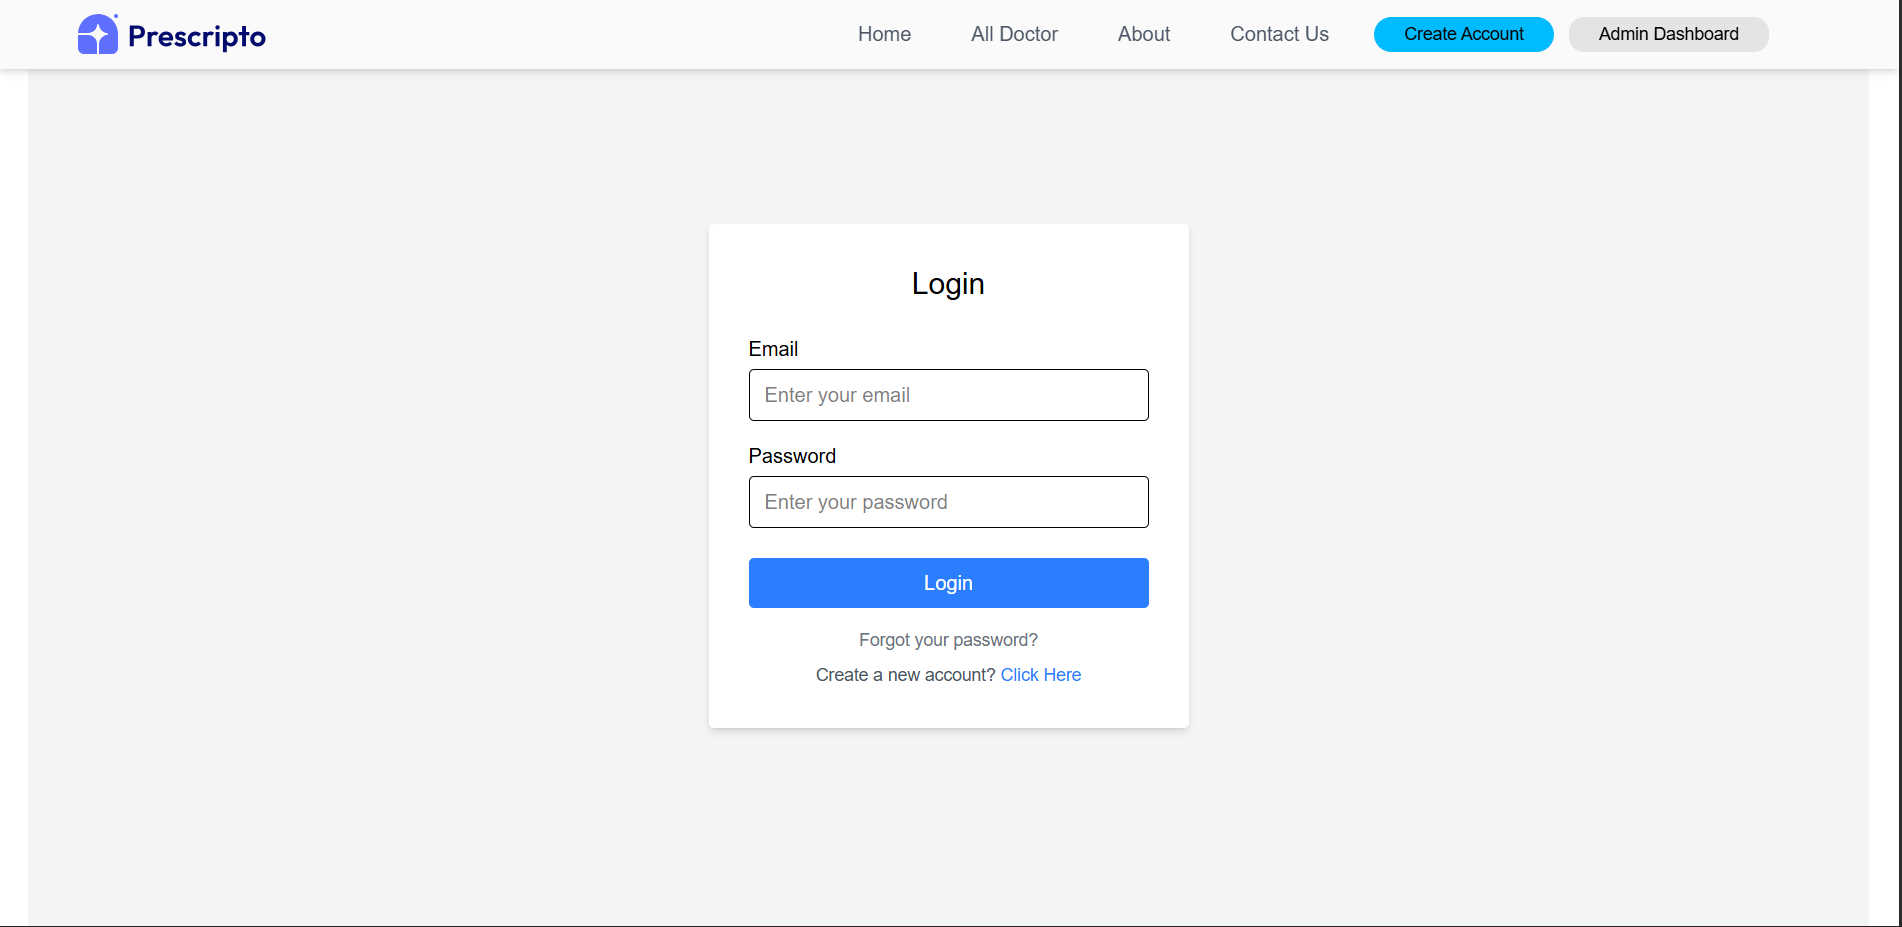 Prescripto Home All Doctor About Contact Us Create Account Admin Dashboard
Login
Email
Enter your email
Password
Enter your password
Login
Forgot your password?
Create a new account? Click Here